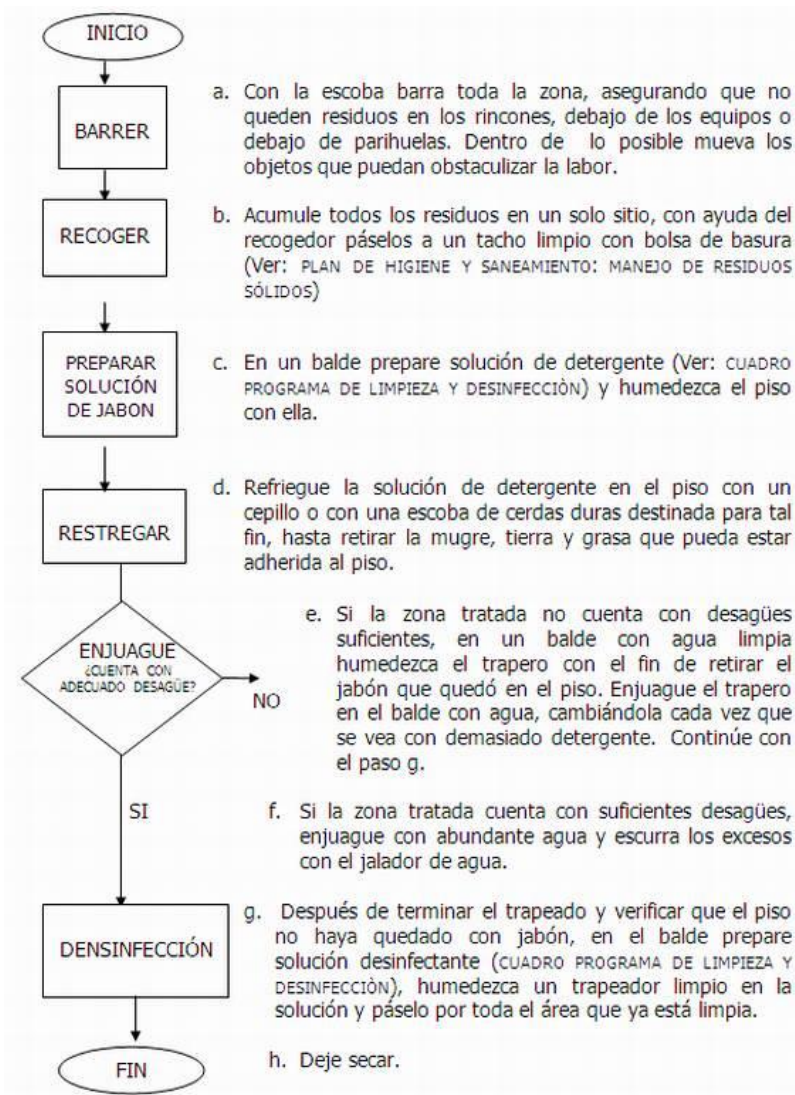 INICIO
BARRER
a. Con la escoba barra toda la zona, asegurando que no
queden residuos en los rincones, debajo de los equipos o
debajo de parihuelas. Dentro de lo posible mueva los
objetos que puedan obstaculizar la labor.
RECOGER
b. Acumule todos los residuos en un solo sitio, con ayuda del
recogedor páselos a un tacho limpio con bolsa de basura
(Ver: PLAN DE HIGIENE Y SANEAMIENTO: MANEJO DE RESIDUOS
SÓLIDOS)
PREPARAR
SOLUCIÓN
DE JABON
c. En un balde prepare solución de detergente (Ver: CUADRO
PROGRAMA DE LIMPIEZA Y DESINFECCIÒN) y humedezca el piso
con ella.
RESTREGAR
d. Refriegue la solución de detergente en el piso con un
cepillo o con una escoba de cerdas duras destinada para tal
fin, hasta retirar la mugre, tierra y grasa que pueda estar
adherida al piso.
ENJUAGUE
¿CUENTA CON
ADECUADO DESAGÜE?
NO
e. Si la zona tratada no cuenta con desagües
suficientes, en un balde con agua limpia
humedezca el trapero con el fin de retirar el
jabón que quedó en el piso. Enjuague el trapero
en el balde con agua, cambiándola cada vez que
se vea con demasiado detergente. Continúe con
el paso g.
SI
f. Si la zona tratada cuenta con suficientes desagües,
enjuague con abundante agua y escurra los excesos
con el jalador de agua.
DENSINFECCIÓN
g. Después de terminar el trapeado y verificar que el piso
no haya quedado con jabón, en el balde prepare
solución desinfectante (CUADRO PROGRAMA DE LIMPIEZA Y
DESINFECCIÒN), humedezca un trapeador limpio en la
solución y páselo por toda el área que ya está limpia.
FIN
h. Deje secar.